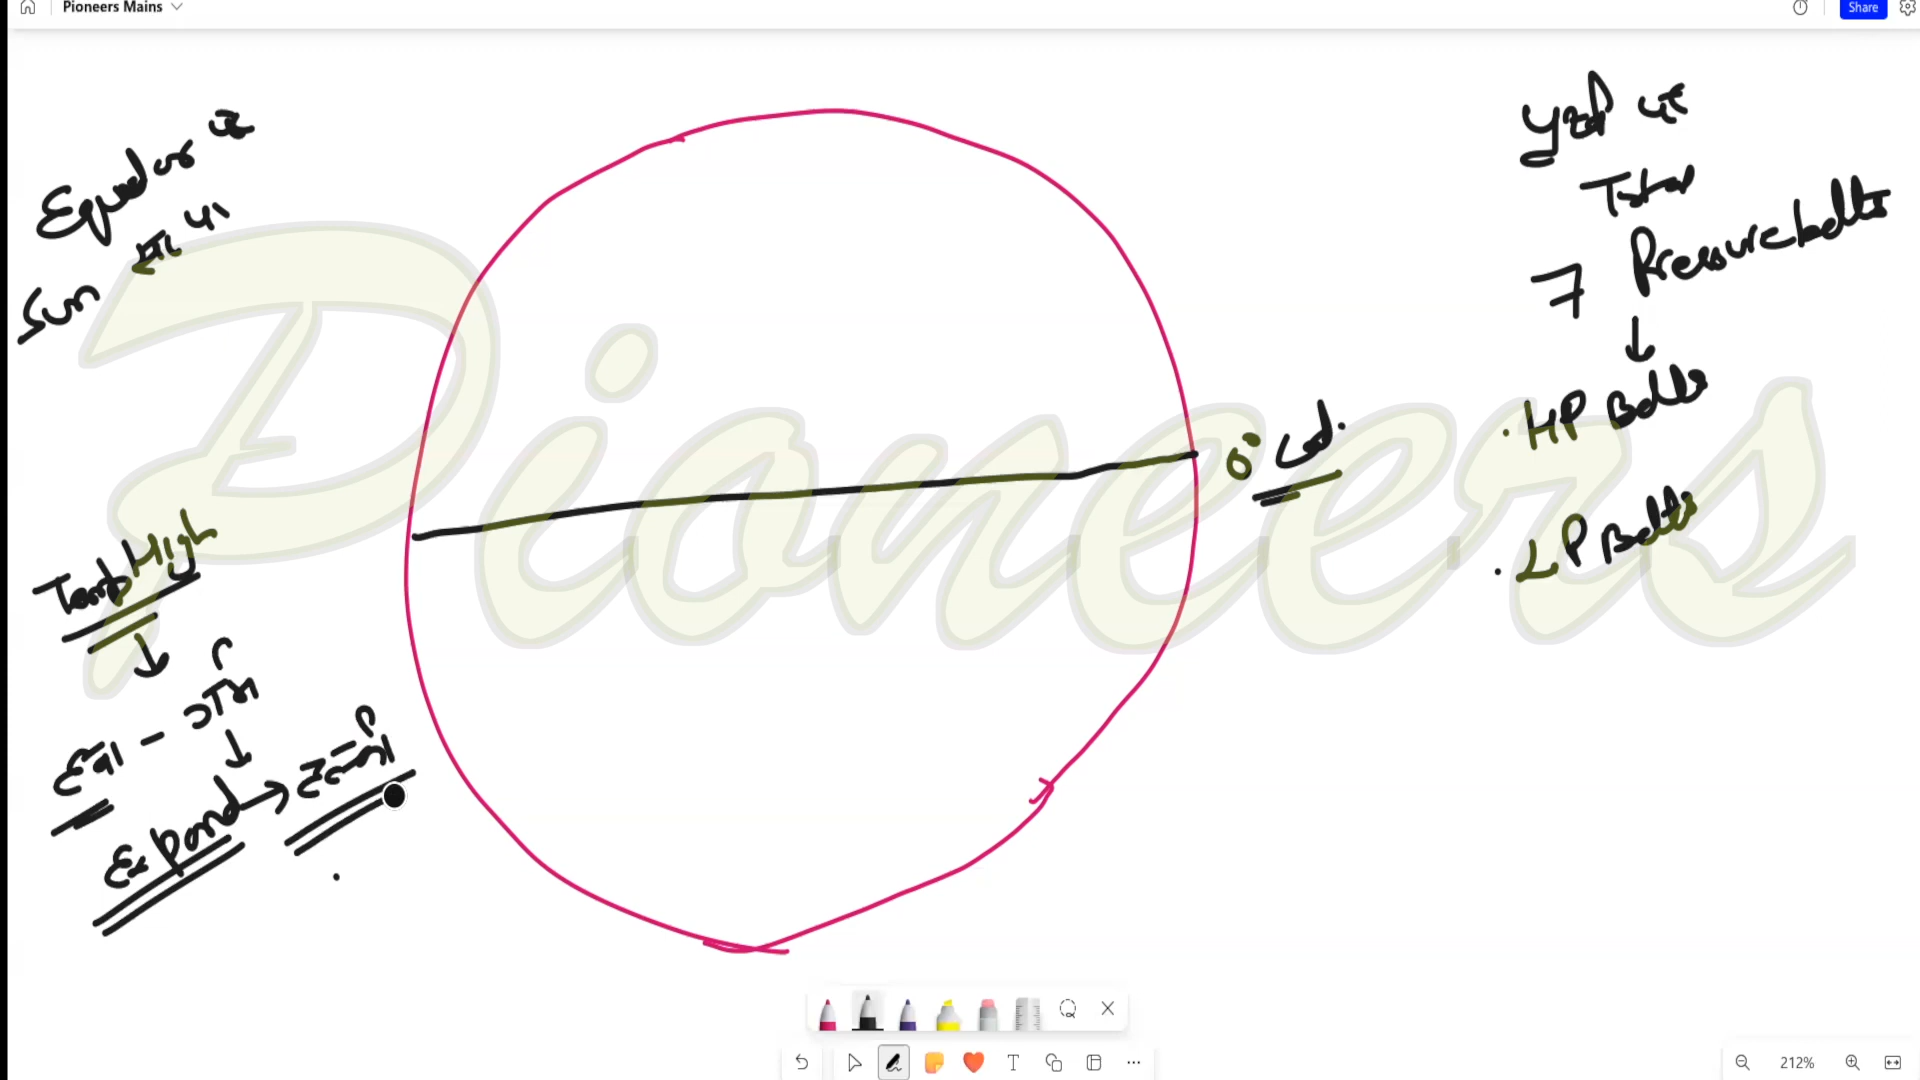 Pioneers Mains
Share
Equator पर
Sun
पृथ्वी पर
Total
7 Pressure belts
↓
. HP Belts
. LP Belts
0° Lat.
Temp High
↓
हवा - गर्म
↓
Expand → हल्की
Pioneers
212%